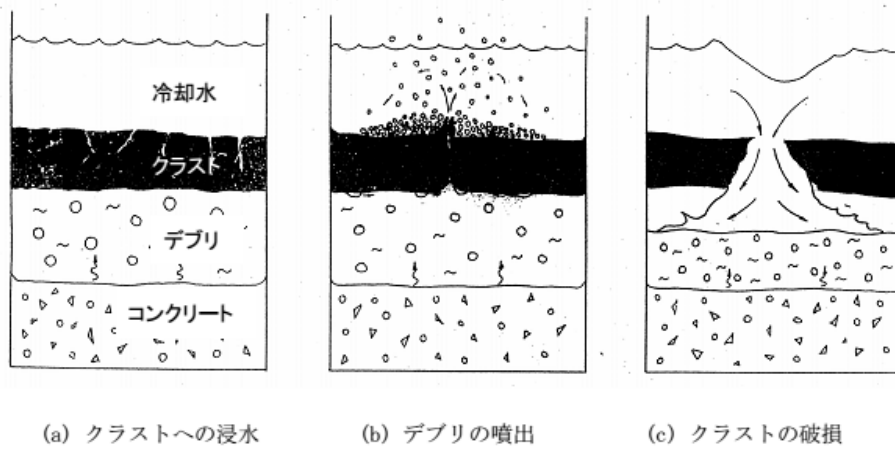 冷却水
クラスト
デブリ
コンクリート
(a) クラストへの浸水
(b) デブリの噴出
(c) クラストの破損